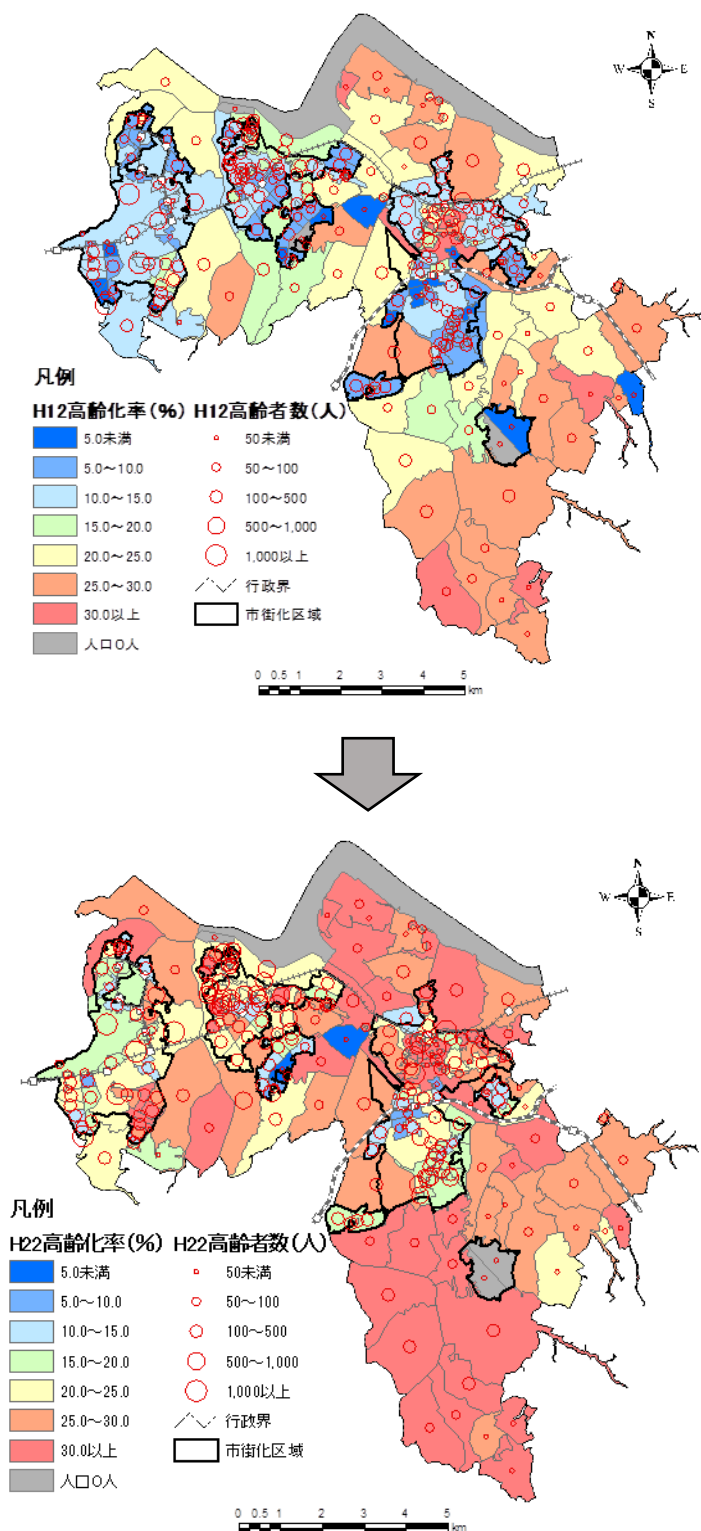 N
W E
S
凡例
H12高齢化率(%) H12高齢者数(人)
5.0未満 50未満
5.0～10.0 50～100
10.0～15.0 100～500
15.0～20.0 500～1,000
20.0～25.0 1,000以上
25.0～30.0 行政界
30.0以上 市街化区域
人口0人
0 0.5 1 2 3 4 5
km
N
W E
S
凡例
H22高齢化率(%) H22高齢者数(人)
5.0未満 50未満
5.0～10.0 50～100
10.0～15.0 100～500
15.0～20.0 500～1,000
20.0～25.0 1,000以上
25.0～30.0 行政界
30.0以上 市街化区域
人口0人
0 0.5 1 2 3 4 5
km